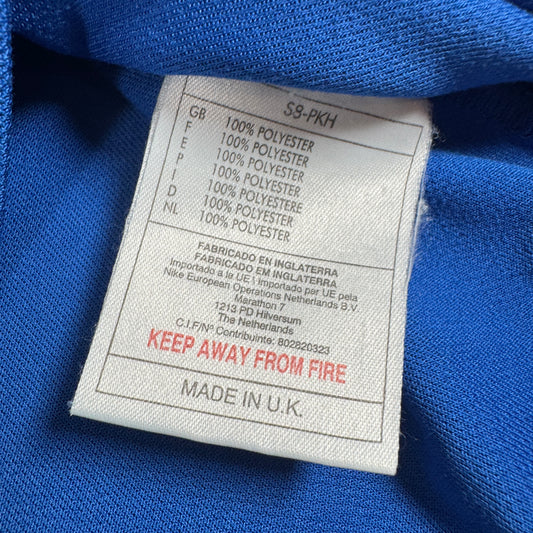 S8-PKH
GB 100% POLYESTER
F 100% POLYESTER
E 100% POLYESTER
P 100% POLYESTER
I 100% POLIESTERE
D 100% POLYESTER
NL 100% POLYESTER
FABRICADO EN INGLATERRA
FABRICADO EM INGLATERRA
Importado a la UE \ Importado par UE pela
Nike European Operations Netherlands B.V.
Marathon 7
1213 PD Hilversum
The Netherlands
C.I.F/Nº Contribuinte: 802820323
KEEP AWAY FROM FIRE
MADE IN U.K.